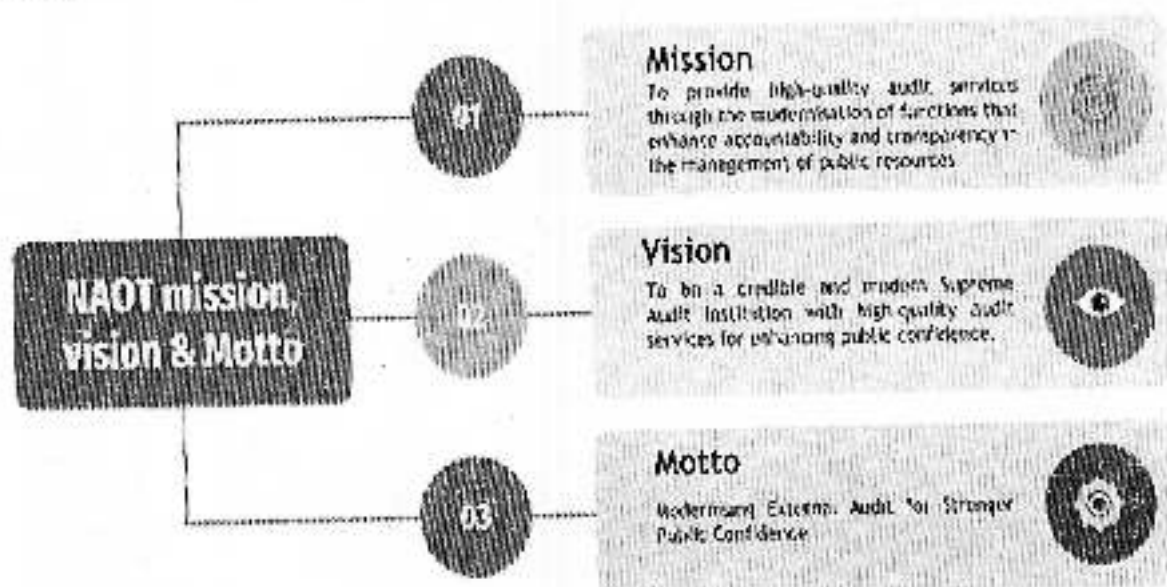 NAOT mission,
vision & Motto
01
Mission
To provide high-quality audit services
through the modernisation of functions that
enhance accountability and transparency in
the management of public resources
02
Vision
To be a credible and modern Supreme
Audit Institution with high-quality audit
services for enhancing public confidence.
03
Motto
Modernising External Audit for Stronger
Public Confidence